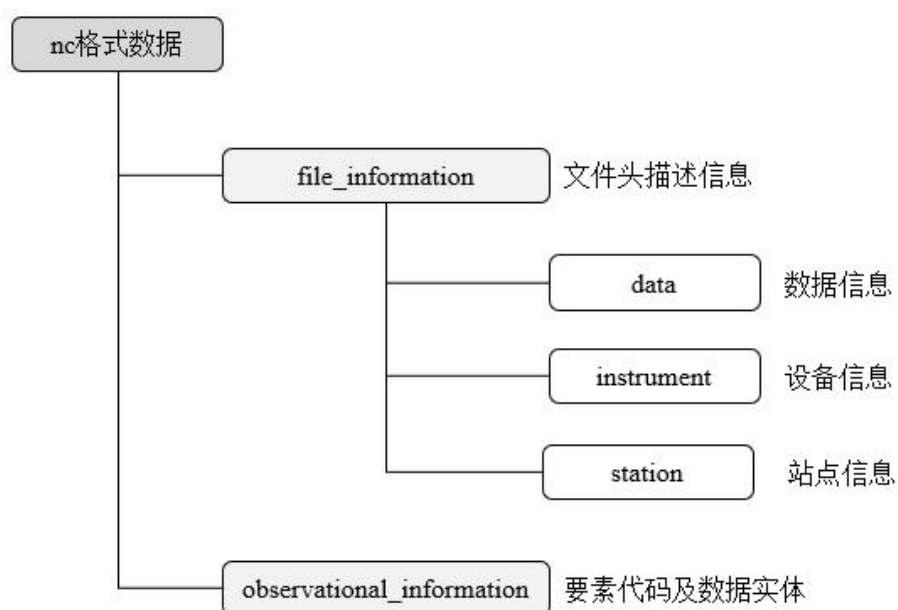 nc格式数据
file_information 文件头描述信息
data 数据信息
instrument 设备信息
station 站点信息
observational_information 要素代码及数据实体